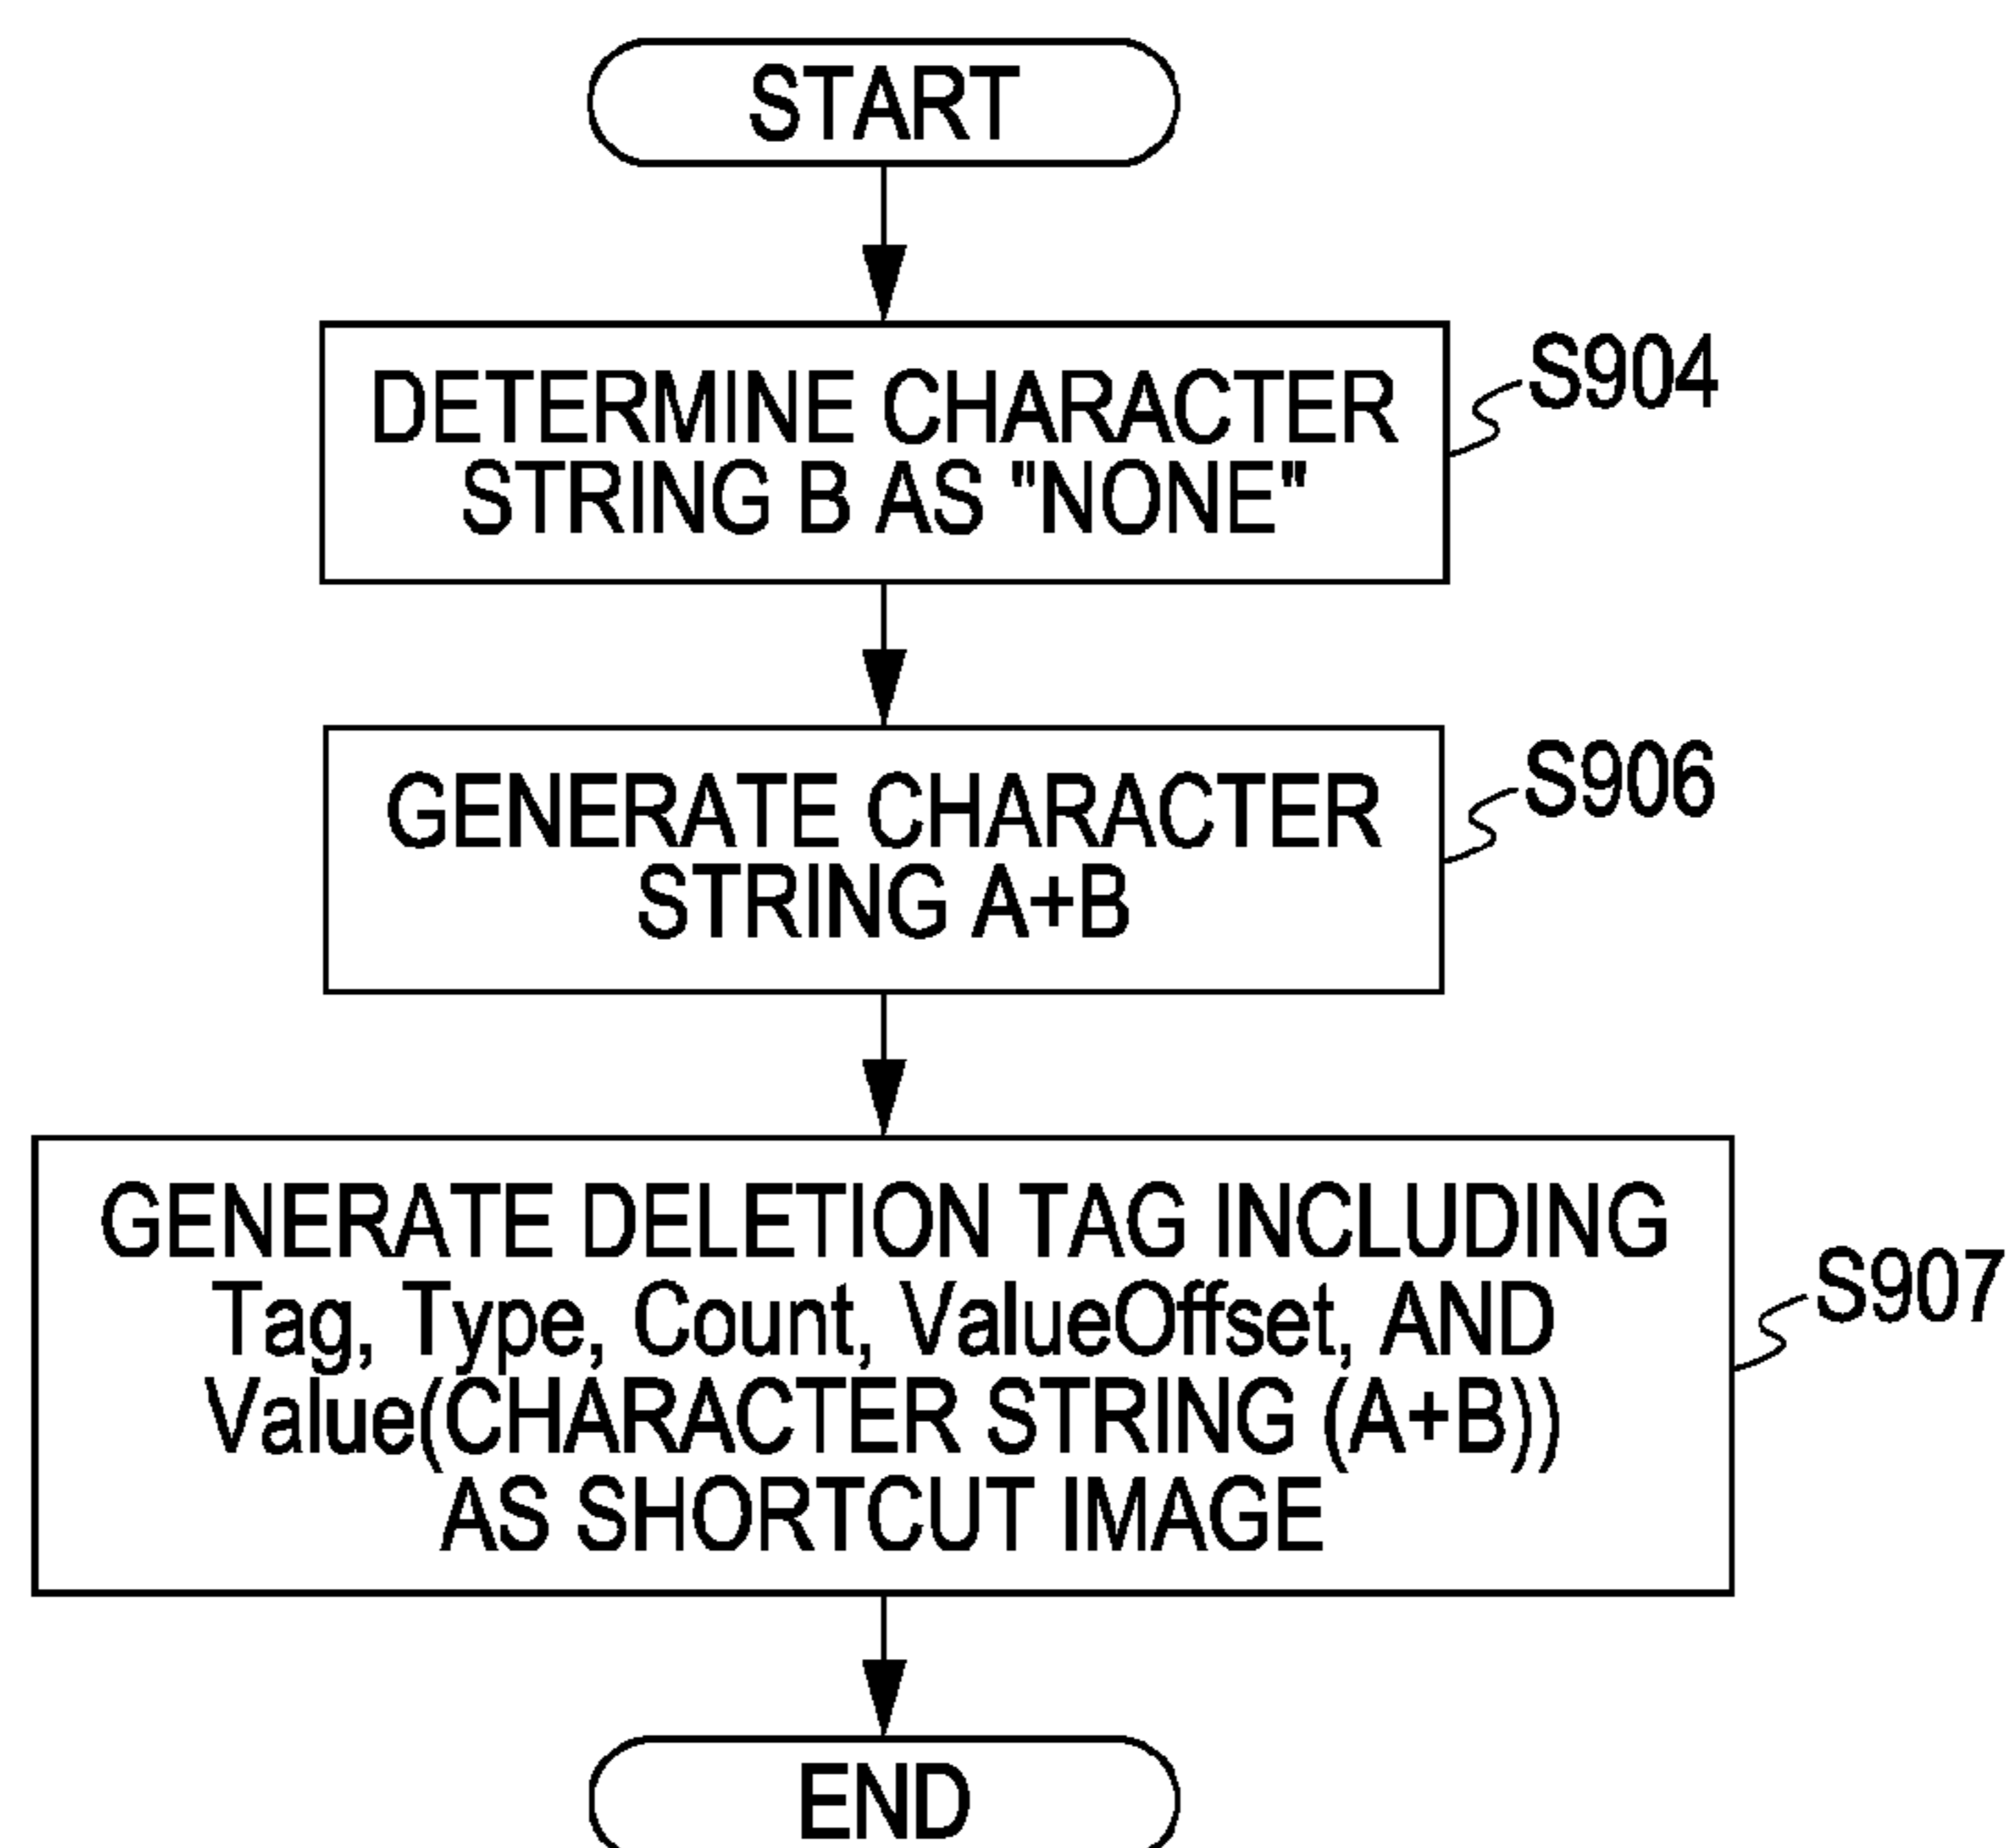 START
DETERMINE CHARACTER
STRING B AS "NONE"
S904
GENERATE CHARACTER
STRING A+B
S906
GENERATE DELETION TAG INCLUDING
Tag, Type, Count, ValueOffset, AND
Value(CHARACTER STRING (A+B))
AS SHORTCUT IMAGE
S907
END